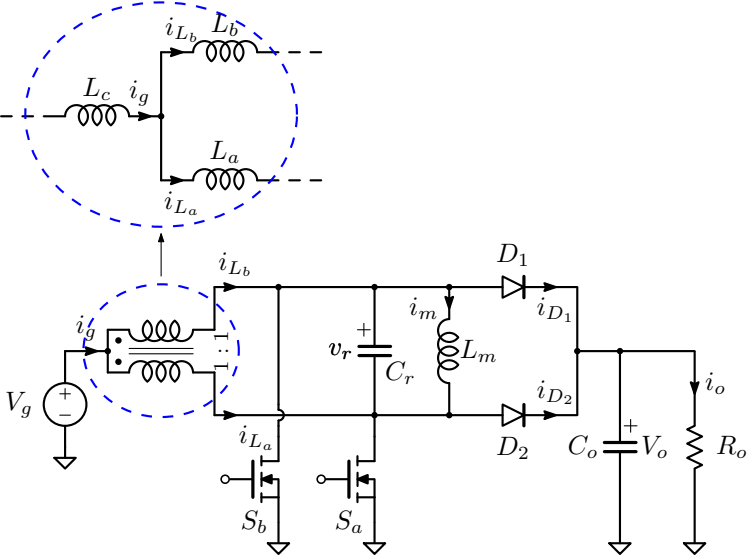 i_{L_b} L_b
L_c i_g
L_a
i_{L_a}
i_{L_b} D_1
i_g 1 : 1 i_m i_{D_1}
+ v_r C_r L_m
V_g + − i_{D_2} i_o
i_{L_a} D_2 C_o + V_o R_o
S_b S_a